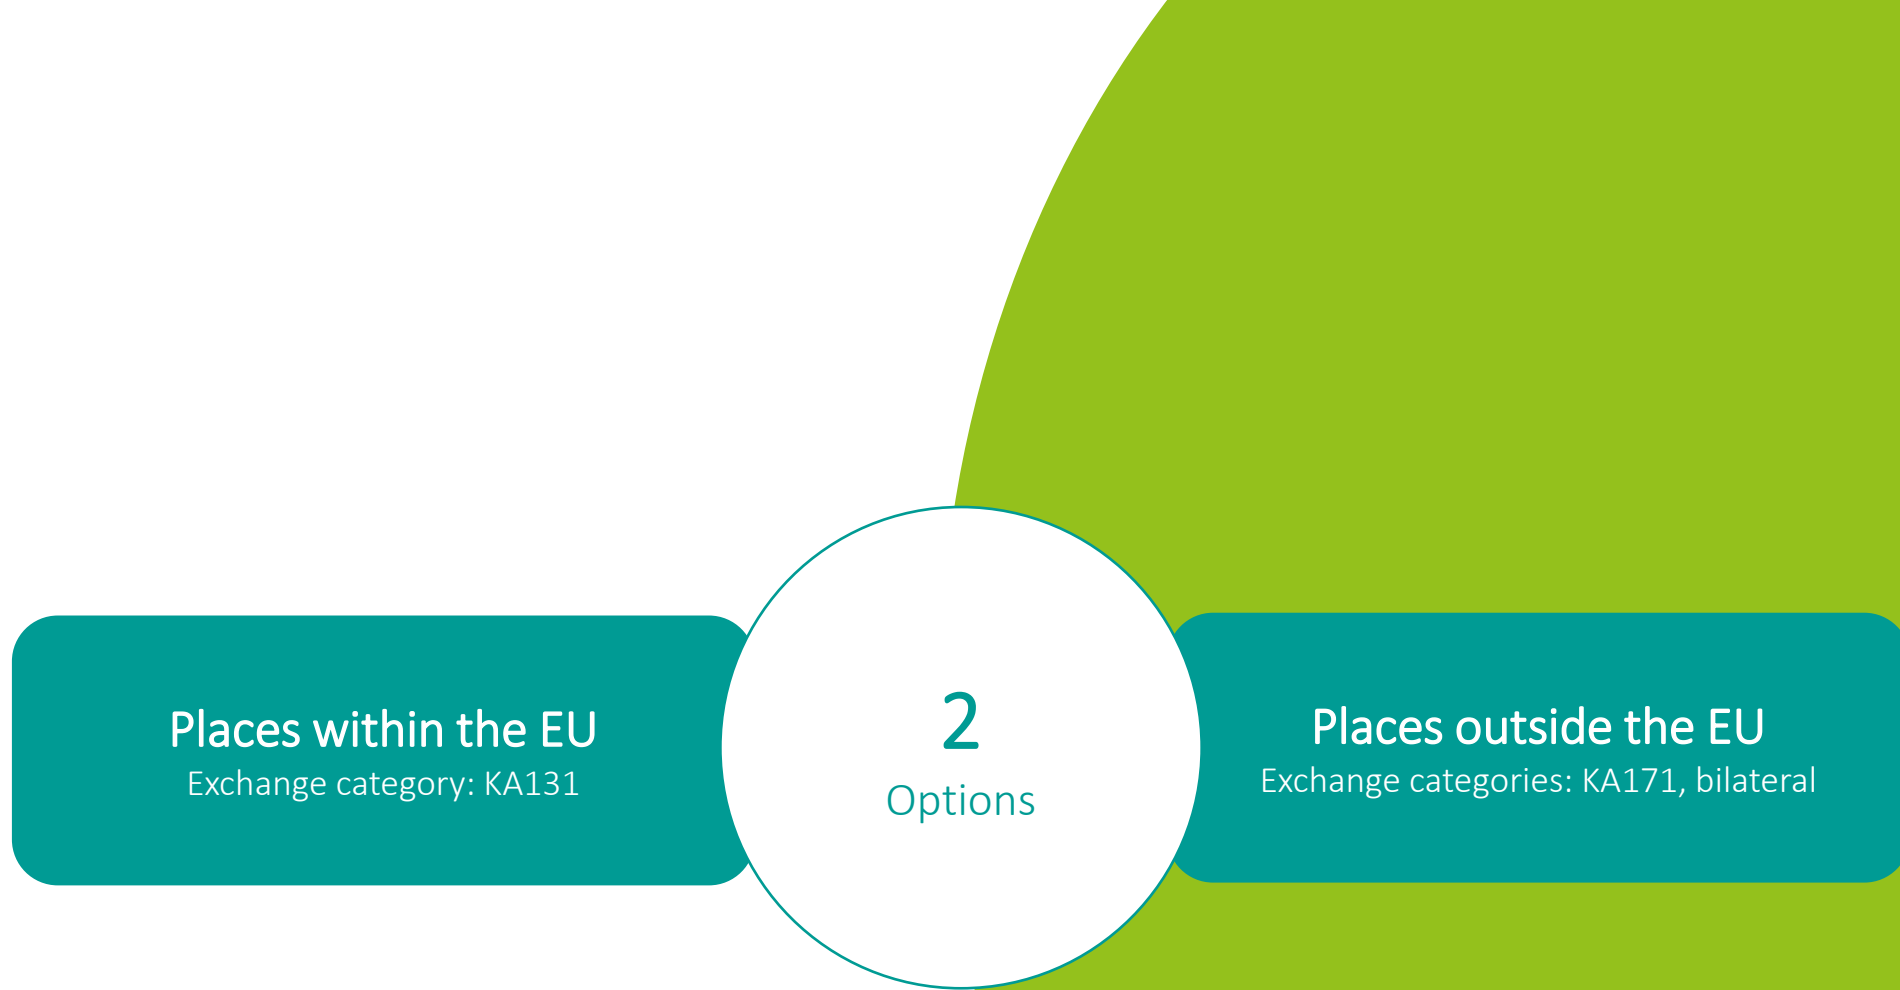 Places within the EU
Exchange category: KA131
2
Options
Places outside the EU
Exchange categories: KA171, bilateral